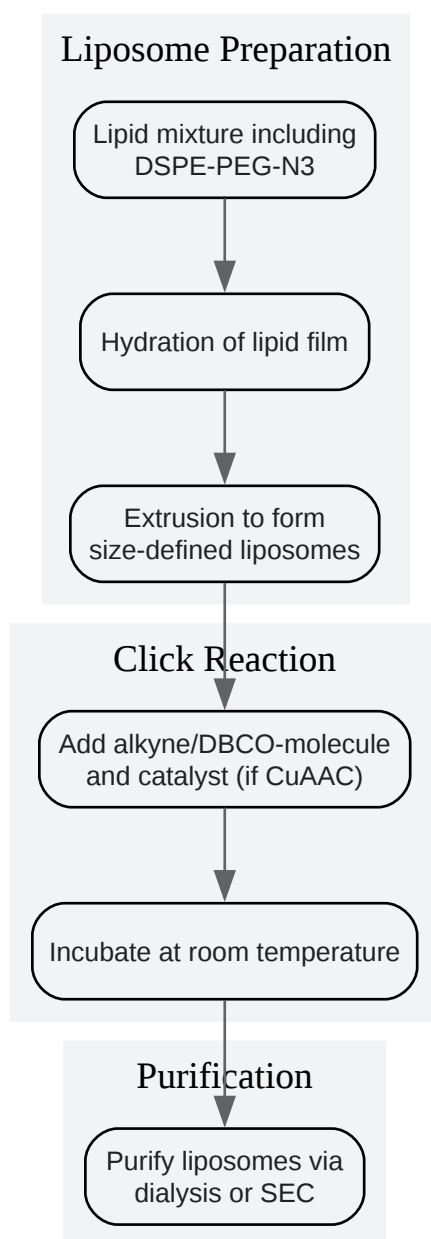 Liposome Preparation
Lipid mixture including
DSPE-PEG-N3
Hydration of lipid film
Extrusion to form
size-defined liposomes
Click Reaction
Add alkyne/DBCO-molecule
and catalyst (if CuAAC)
Incubate at room temperature
Purification
Purify liposomes via
dialysis or SEC